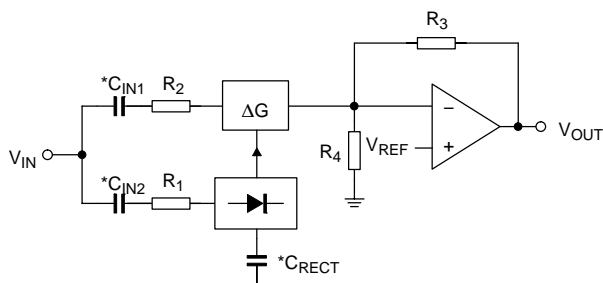 R3
*CIN1
R2
ΔG
−
VREF
+
VOUT
R4
VIN
*CIN2
R1
*CRECT